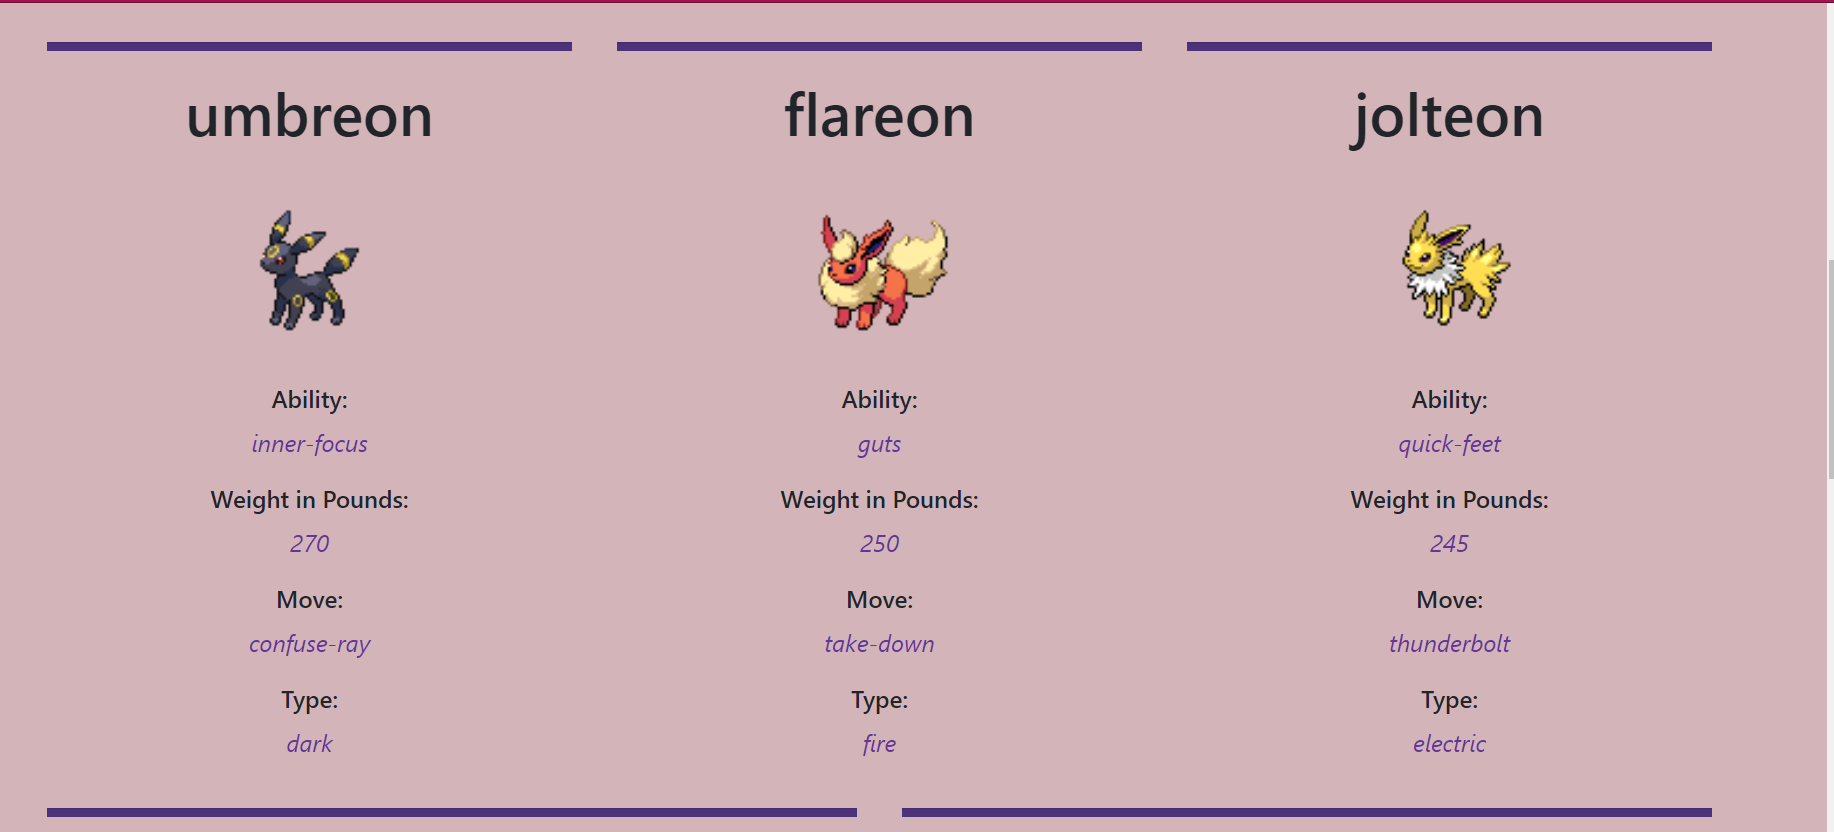 umbreon
Ability:
inner-focus
Weight in Pounds:
270
Move:
confuse-ray
Type:
dark
flareon
Ability:
guts
Weight in Pounds:
250
Move:
take-down
Type:
fire
jolteon
Ability:
quick-feet
Weight in Pounds:
245
Move:
thunderbolt
Type:
electric